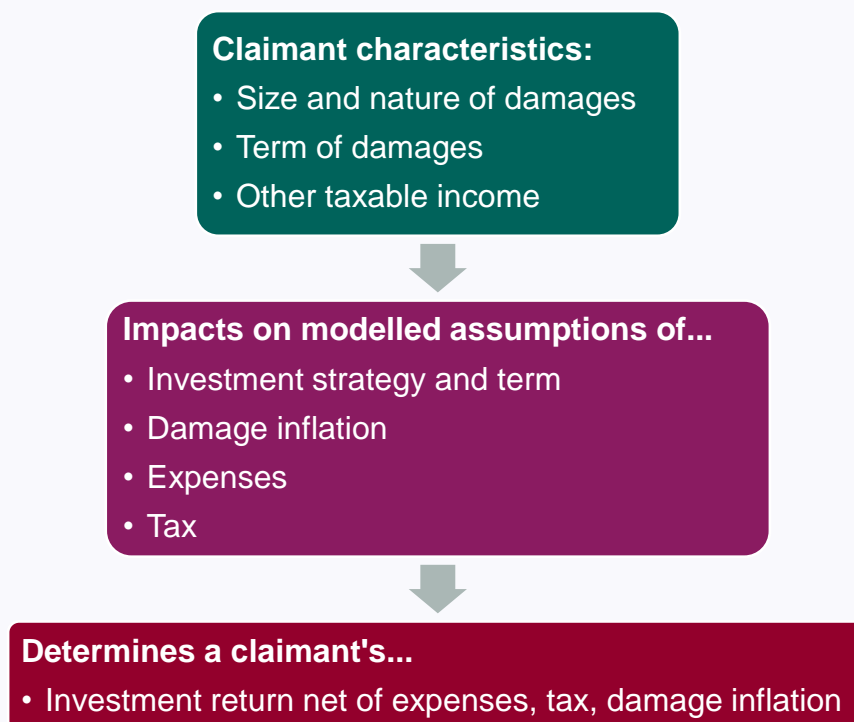 Claimant characteristics:
• Size and nature of damages
• Term of damages
• Other taxable income
Impacts on modelled assumptions of...
• Investment strategy and term
• Damage inflation
• Expenses
• Tax
Determines a claimant's...
• Investment return net of expenses, tax, damage inflation